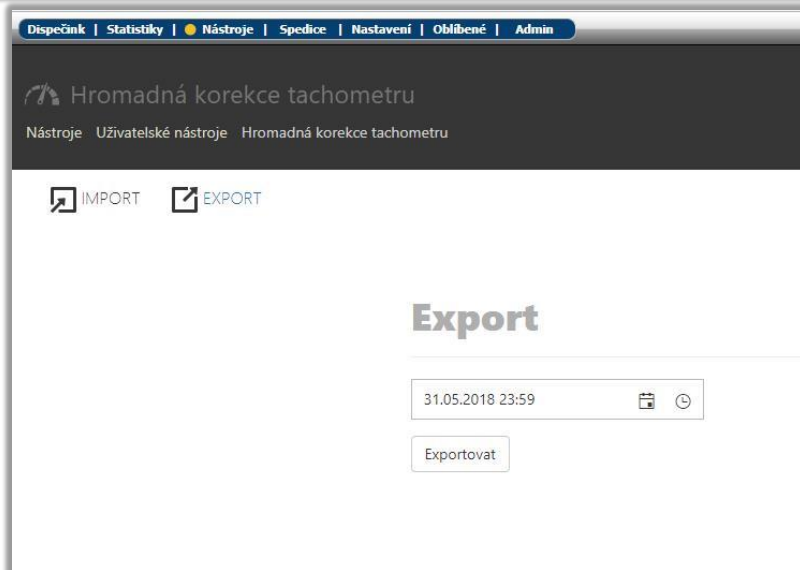 Dispečink | Statistiky | Nástroje | Spedice | Nastavení | Oblíbené | Admin
Hromadná korekce tachometru
Nástroje Uživatelské nástroje Hromadná korekce tachometru
IMPORT EXPORT
Export
31.05.2018 23:59
Exportovat